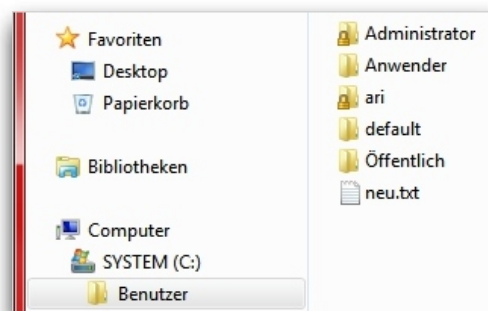 Favoriten
Desktop
Papierkorb
Bibliotheken
Computer
SYSTEM (C:)
Benutzer
Administrator
Anwender
ari
default
Öffentlich
neu.txt